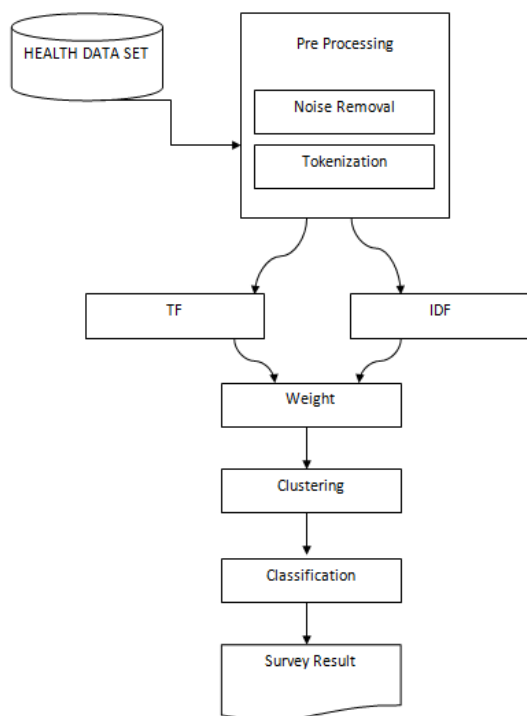 HEALTH DATA SET
Pre Processing
Noise Removal
Tokenization
TF
IDF
Weight
Clustering
Classification
Survey Result